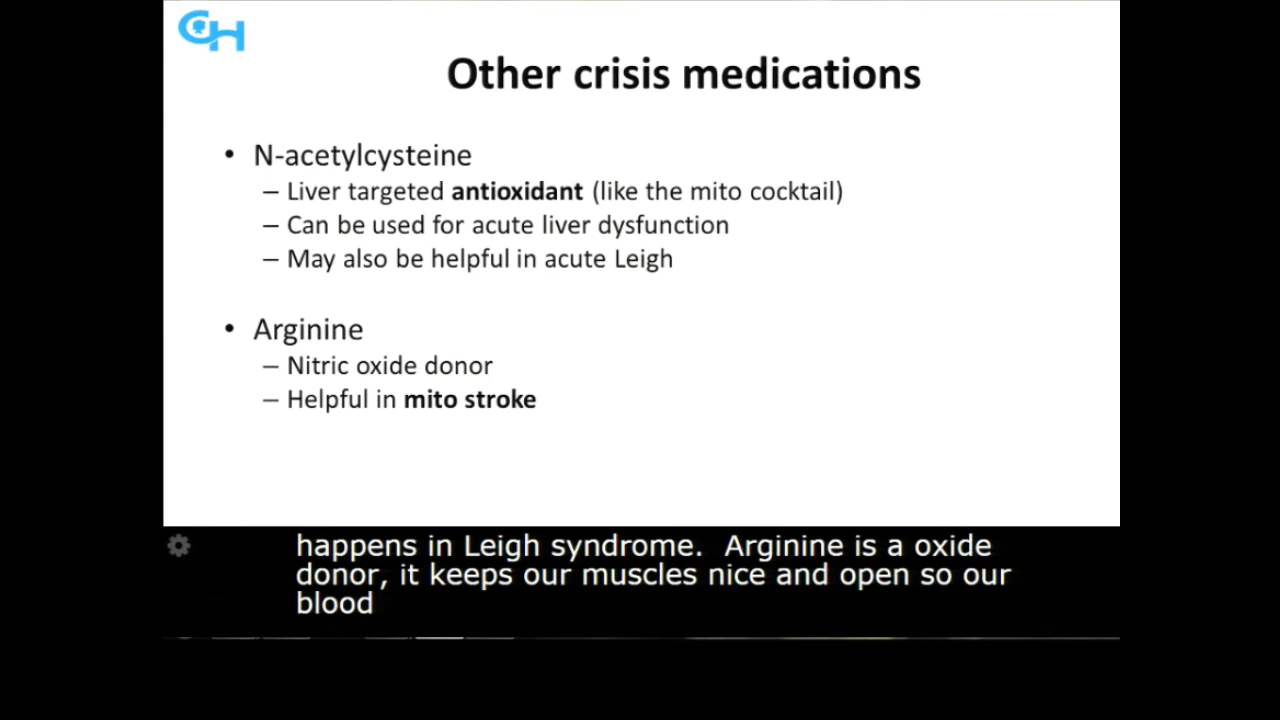 Other crisis medications
• N-acetylcysteine
– Liver targeted antioxidant (like the mito cocktail)
– Can be used for acute liver dysfunction
– May also be helpful in acute Leigh
• Arginine
– Nitric oxide donor
– Helpful in mito stroke
happens in Leigh syndrome.  Arginine is a oxide
donor, it keeps our muscles nice and open so our
blood